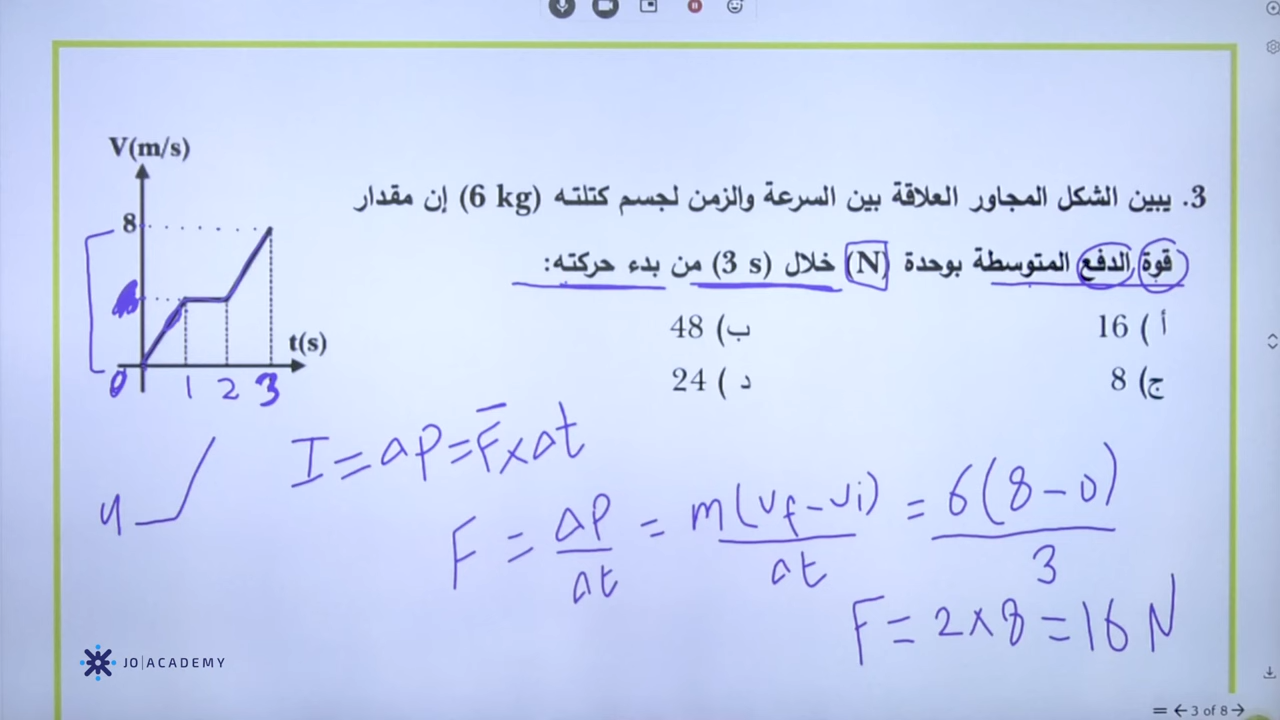 3. يبين الشكل المجاور العلاقة بين السرعة والزمن لجسم كتلته (6 kg) إن مقدار
قوة الدفع المتوسطة بوحدة (N) خلال (3 s) من بدء حركته:
أ ) 16
ب) 48
ج) 8
د ) 24
V(m/s)
8
t(s)
0 1 2 3
4
I = ΔP = F̅ × Δt
F = ΔP/Δt = m(vf - vi)/Δt = 6(8 - 0)/3
F = 2 × 8 = 16 N
JO|ACADEMY
= ← 3 of 8 →